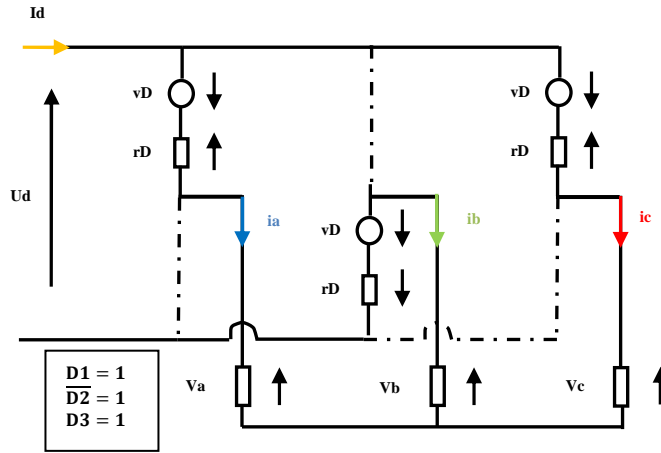 Id
vD
vD
rD
rD
Ud
ia
ib
ic
vD
rD
D1 = 1
D2̅ = 1
D3 = 1
Va
Vb
Vc